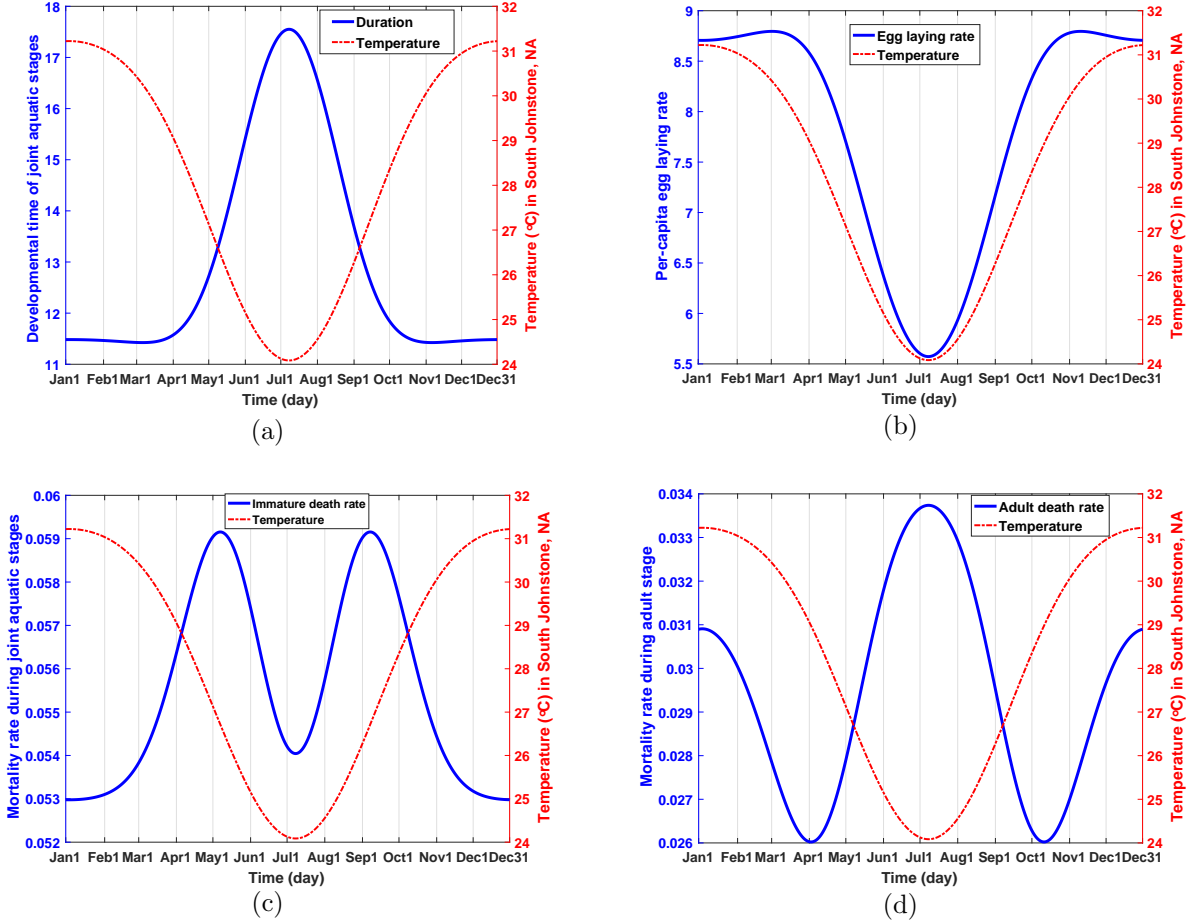 18
17
16
15
14
13
12
11
Developmental time of joint aquatic stages
Duration
Temperature
32
31
30
29
28
27
26
25
24
Temperature (ºC) in South Johnstone, NA
Jan1 Feb1 Mar1 Apr1 May1 Jun1 Jul1 Aug1 Sep1 Oct1 Nov1 Dec1 Dec31
Time (day)
(a)
9
8.5
8
7.5
7
6.5
6
5.5
Per-capita egg laying rate
Egg laying rate
Temperature
32
31
30
29
28
27
26
25
24
Temperature (ºC) in South Johnstone, NA
Jan1 Feb1 Mar1 Apr1 May1 Jun1 Jul1 Aug1 Sep1 Oct1 Nov1 Dec1 Dec31
Time (day)
(b)
0.06
0.059
0.058
0.057
0.056
0.055
0.054
0.053
0.052
Mortality rate during joint aquatic stages
Immature death rate
Temperature
32
31
30
29
28
27
26
25
24
Temperature (ºC) in South Johnstone, NA
Jan1 Feb1 Mar1 Apr1 May1 Jun1 Jul1 Aug1 Sep1 Oct1 Nov1 Dec1 Dec31
Time (day)
(c)
0.034
0.033
0.032
0.031
0.03
0.029
0.028
0.027
0.026
Mortality rate during adult stage
Adult death rate
Temperature
32
31
30
29
28
27
26
25
24
Temperature (ºC) in South Johnstone, NA
Jan1 Feb1 Mar1 Apr1 May1 Jun1 Jul1 Aug1 Sep1 Oct1 Nov1 Dec1 Dec31
Time (day)
(d)